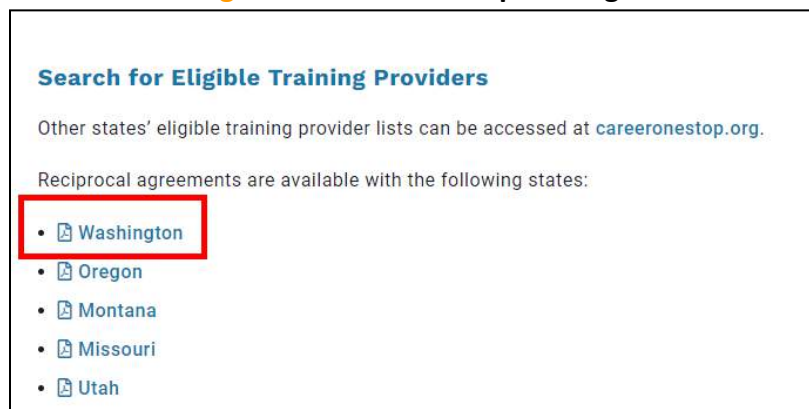 Search for Eligible Training Providers
Other states' eligible training provider lists can be accessed at careeronestop.org.
Reciprocal agreements are available with the following states:
• Washington
• Oregon
• Montana
• Missouri
• Utah